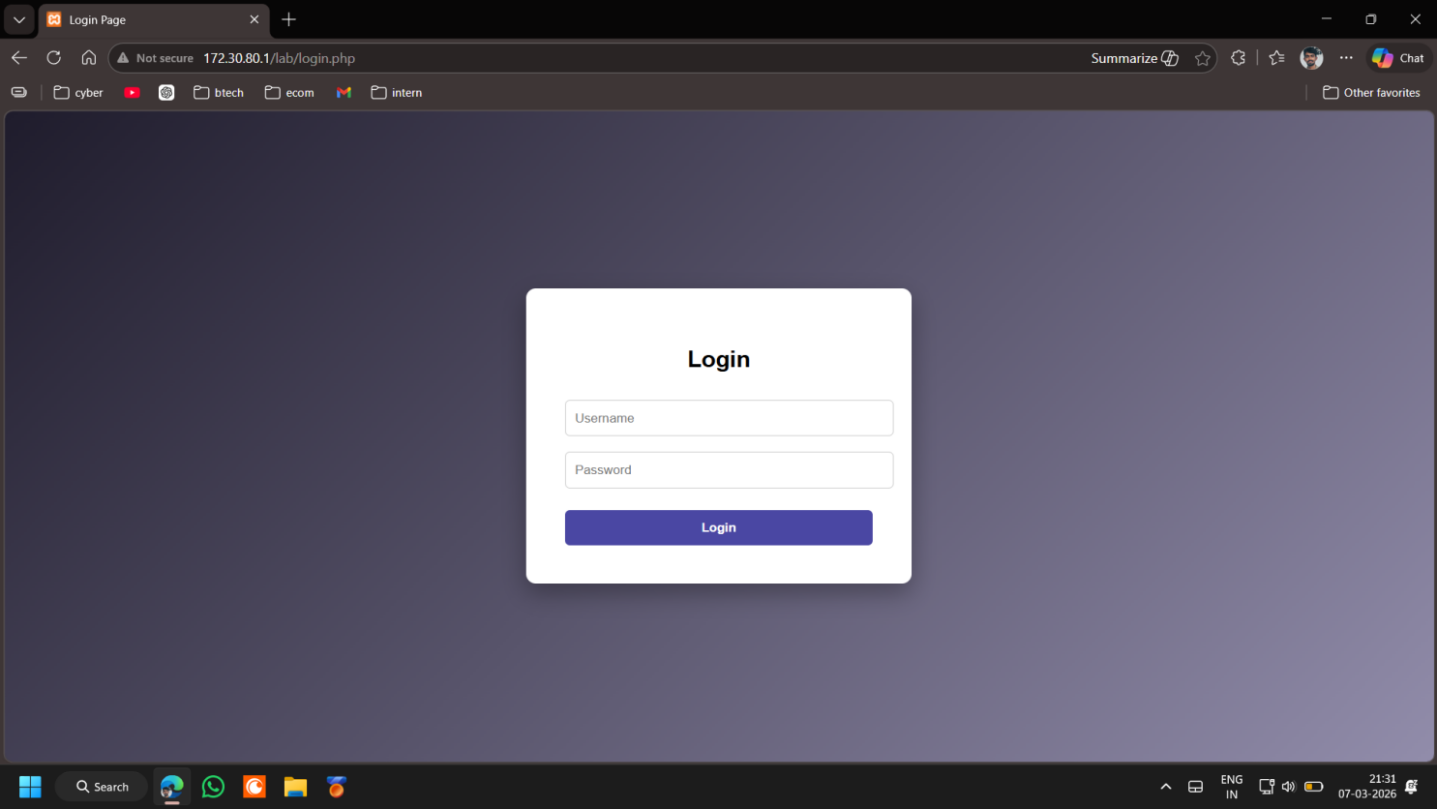 Login Page
Not secure 172.30.80.1/lab/login.php Summarize Chat
cyber btech ecom intern Other favorites
Login
Username
Password
Login
Search ENG 21:31
IN 07-03-2026